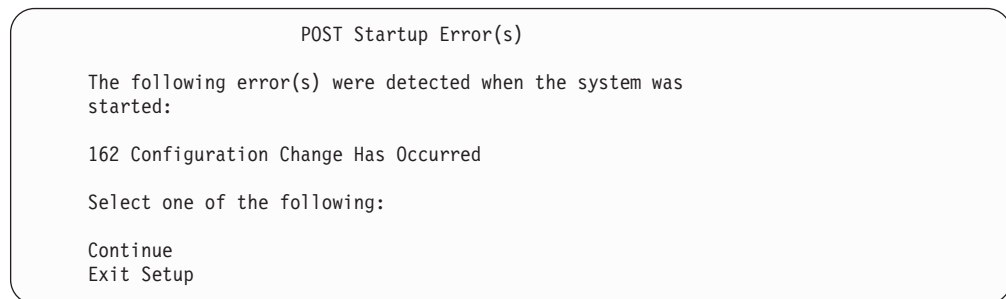 POST Startup Error(s)
The following error(s) were detected when the system was
started:
162 Configuration Change Has Occurred
Select one of the following:
Continue
Exit Setup